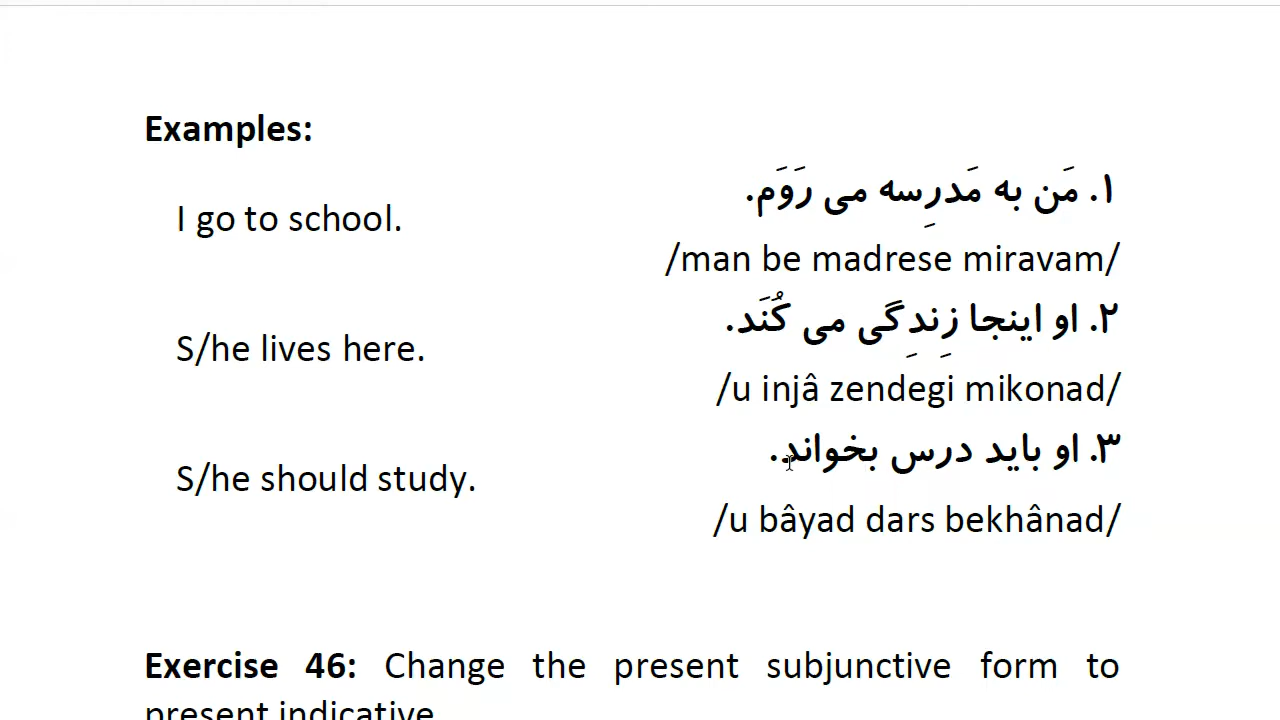 Examples:
۱. مَن به مَدرِسه می رَوَم.
I go to school.
/man be madrese miravam/
۲. او اینجا زِندِگی می کُنَد.
S/he lives here.
/u injâ zendegi mikonad/
۳. او باید درس بخواند.
S/he should study.
/u bâyad dars bekhânad/
Exercise 46: Change the present subjunctive form to
present indicative.